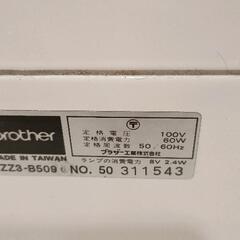 brother
MADE IN TAIWAN
ZZ3-B509
〒
定格電圧 100V
定格消費電力 60W
定格周波数 50,60Hz
ブラザー工業株式会社
ランプの消費電力 8V 2.4W
NO. 50 311543